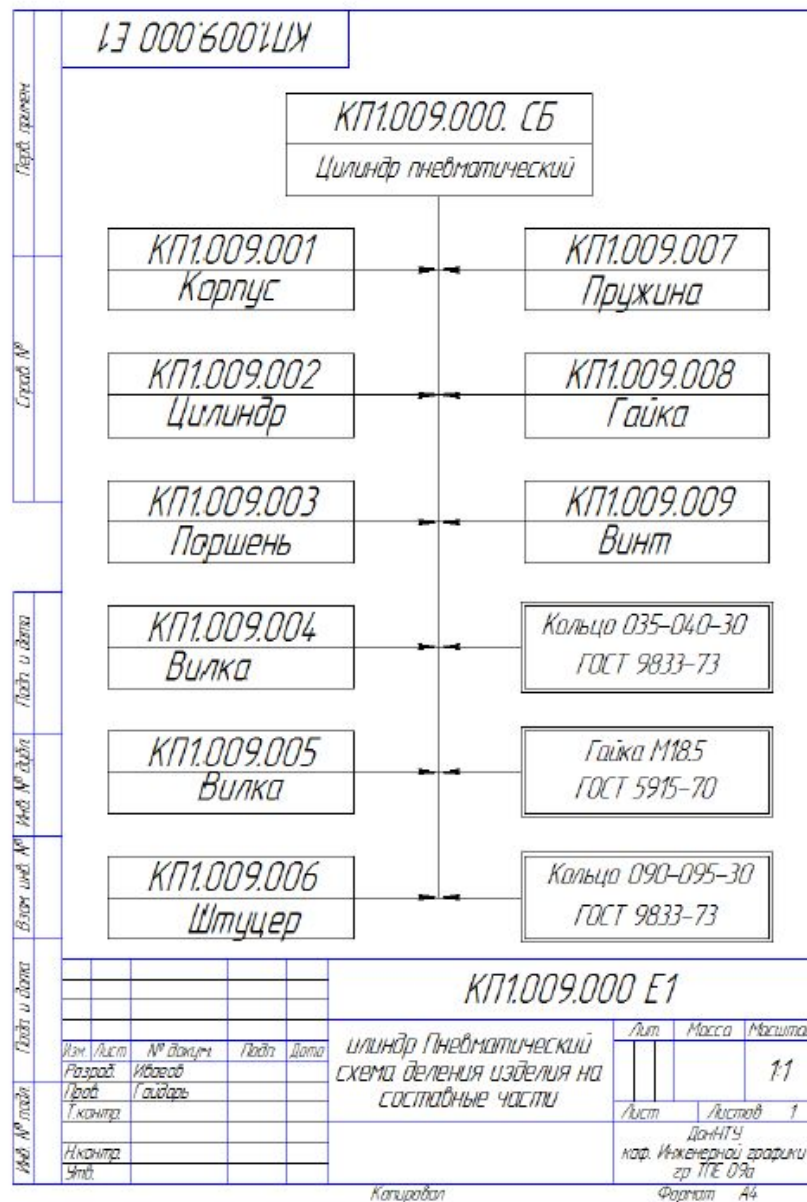 КП1.009.000 Е1
КП1.009.000. СБ
Цилиндр пневматический
КП1.009.001
Корпус
КП1.009.007
Пружина
КП1.009.002
Цилиндр
КП1.009.008
Гайка
КП1.009.003
Поршень
КП1.009.009
Винт
КП1.009.004
Вилка
Кольцо 035-040-30
ГОСТ 9833-73
КП1.009.005
Вилка
Гайка М18.5
ГОСТ 5915-70
КП1.009.006
Штуцер
Кольцо 090-095-30
ГОСТ 9833-73
Перв. примен.
Справ. №
Подп. и дата
Инв. № дубл.
Взам. инв. №
Подп. и дата
Инв. № подл.
КП1.009.000 Е1
Изм. Лист № докум. Подп. Дата
Разраб.
Пров. Гайдарь
Т.контр.
Н.контр.
Утв.
илиндр Пневматический
схема деления изделия на
составные части
Лит. Масса Масштаб
1:1
Лист Листов 1
ДонНТУ
каф. Инженерной графики
гр ТПЕ 09а
Копировал Формат А4